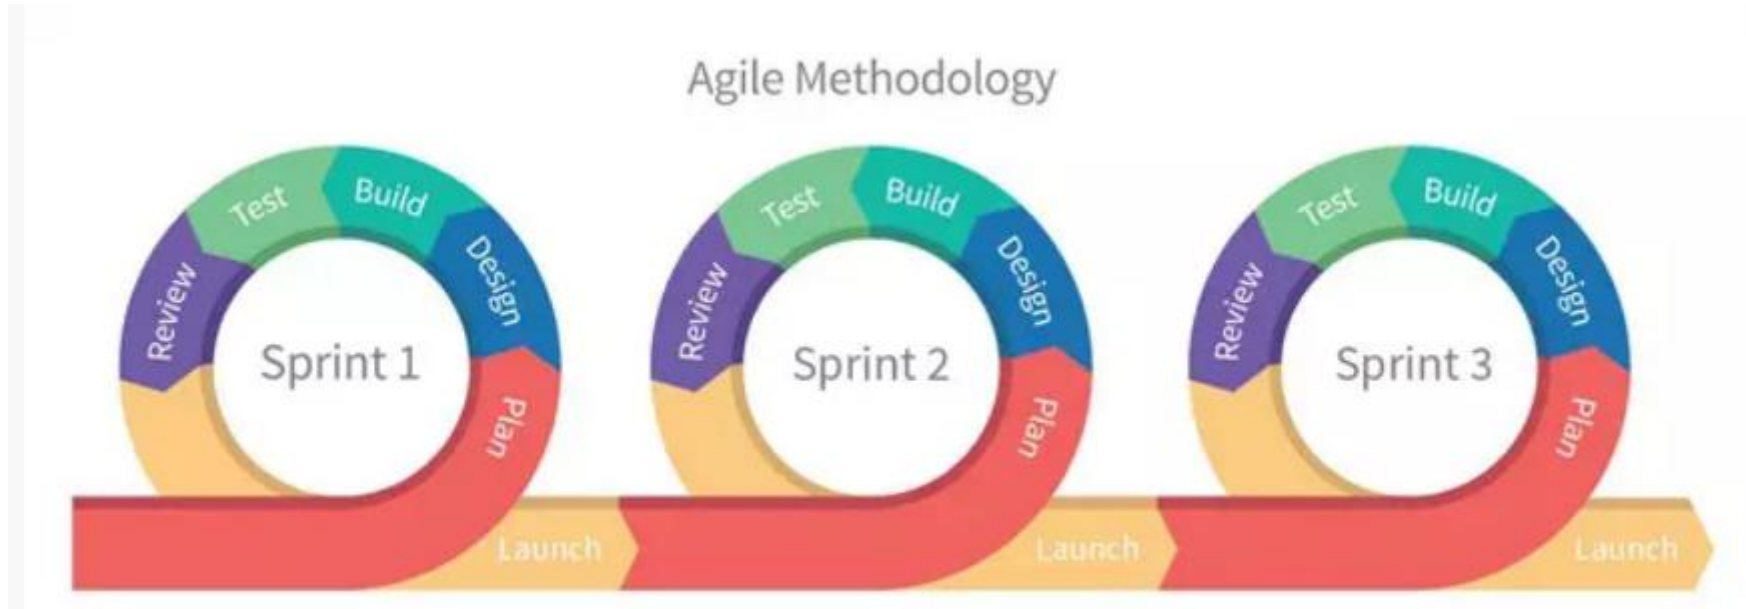 Agile Methodology
Plan
Design
Build
Test
Review
Sprint 1
Launch
Plan
Design
Build
Test
Review
Sprint 2
Launch
Plan
Design
Build
Test
Review
Sprint 3
Launch